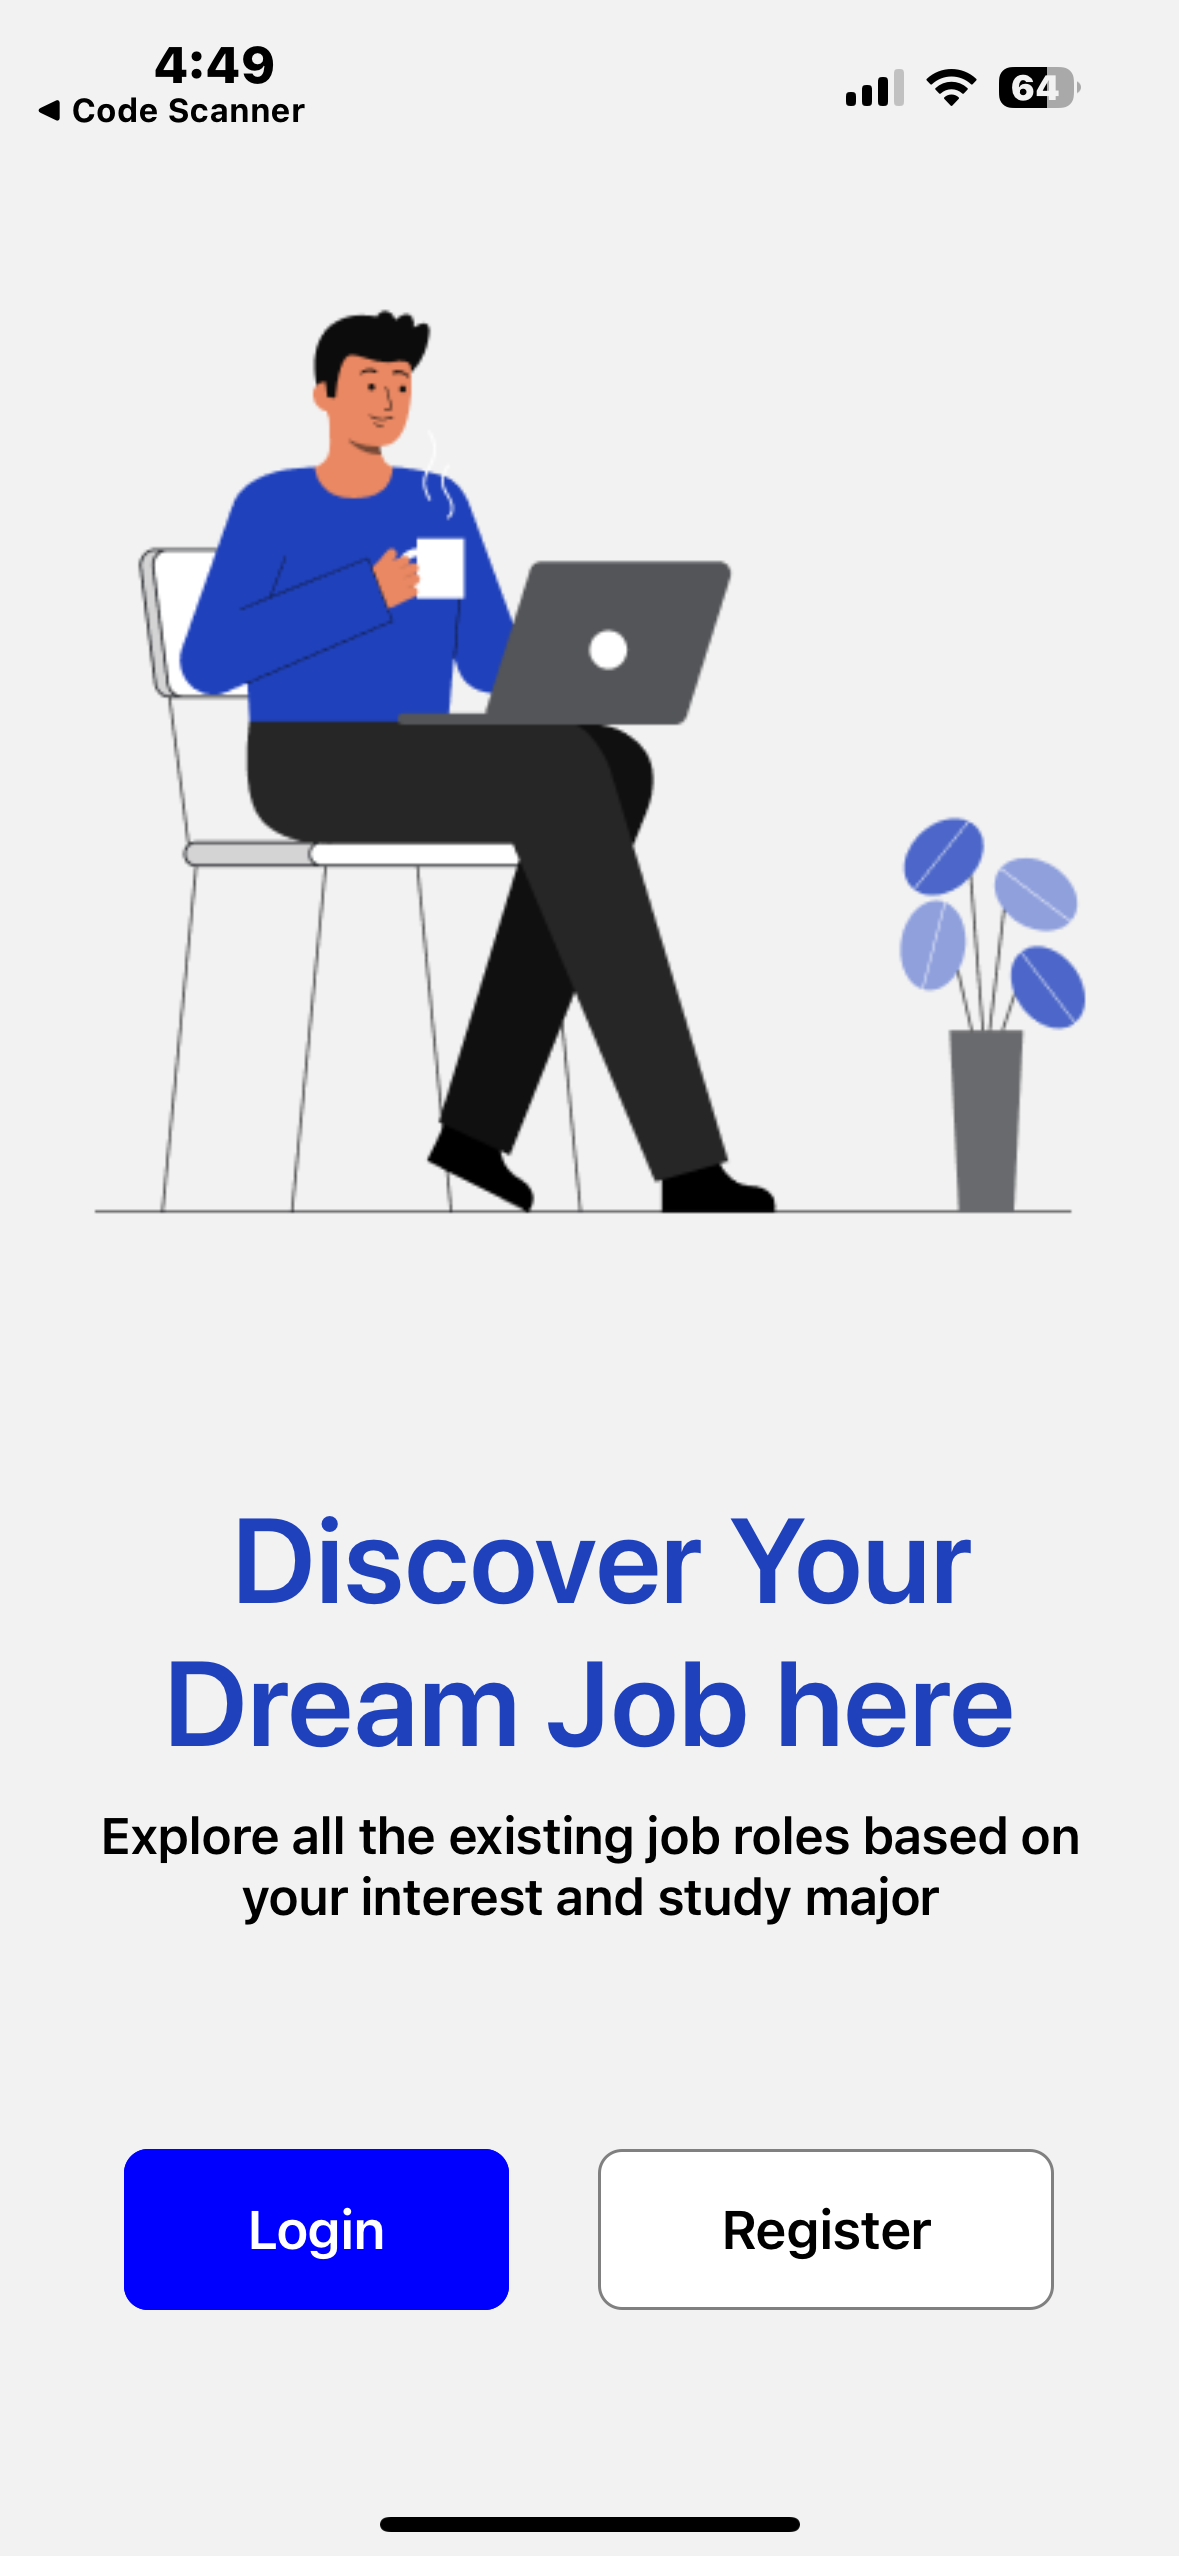 4:49
Code Scanner
64
Discover Your
Dream Job here
Explore all the existing job roles based on
your interest and study major
Login
Register